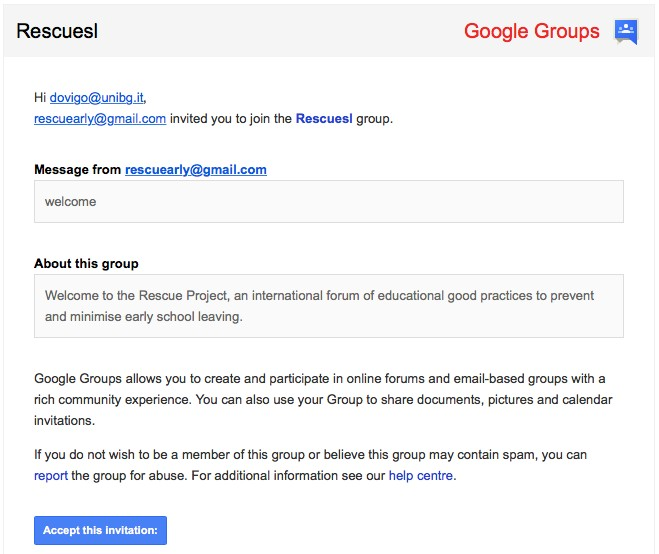 Rescuesl
Google Groups
Hi dovigo@unibg.it,
rescuearly@gmail.com invited you to join the Rescuesl group.
Message from rescuearly@gmail.com
welcome
About this group
Welcome to the Rescue Project, an international forum of educational good practices to prevent
and minimise early school leaving.
Google Groups allows you to create and participate in online forums and email-based groups with a
rich community experience. You can also use your Group to share documents, pictures and calendar
invitations.
If you do not wish to be a member of this group or believe this group may contain spam, you can
report the group for abuse. For additional information see our help centre.
Accept this invitation: